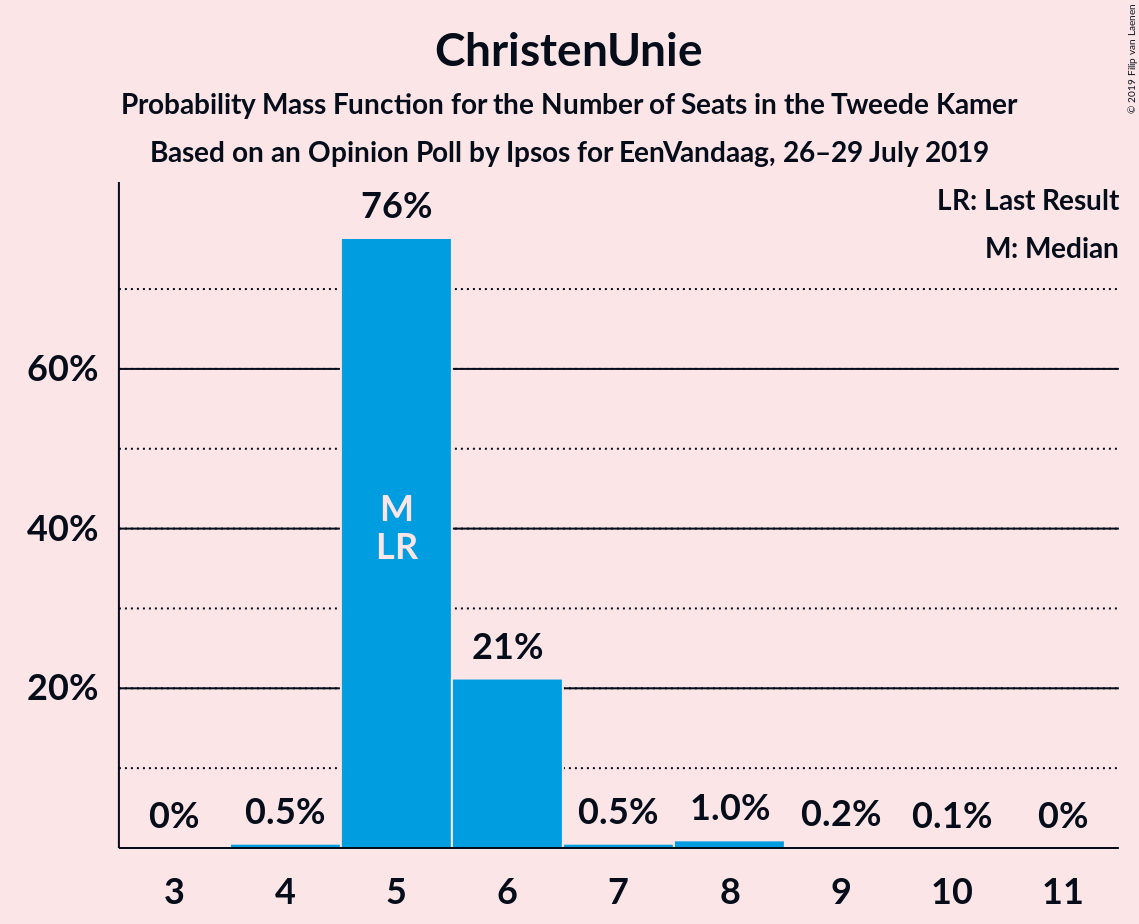 ChristenUnie
Probability Mass Function for the Number of Seats in the Tweede Kamer
Based on an Opinion Poll by Ipsos for EenVandaag, 26–29 July 2019
© 2019 Filip van Laenen
LR: Last Result
M: Median
76%
60%
M
40%
LR
21%
20%
0%
0.5%
0.5%
1.0%
0.2%
0.1%
0%
3 4 5 6 7 8 9 10 11